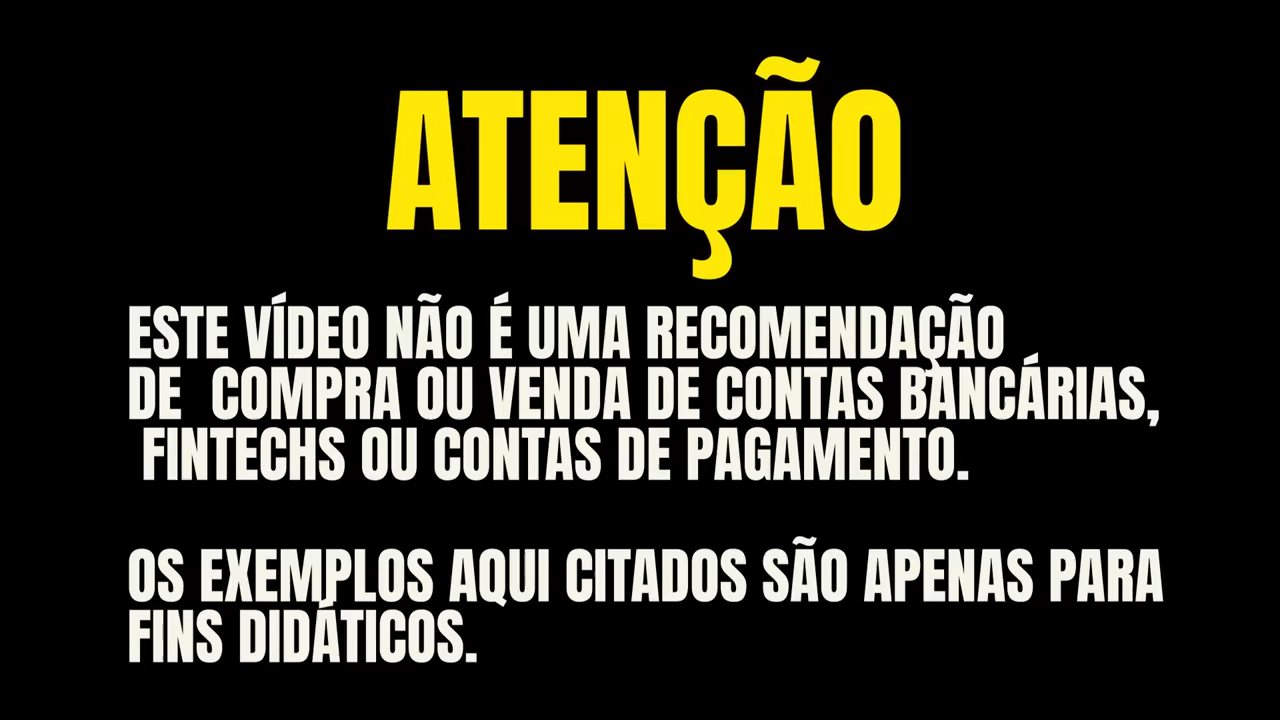 ATENÇÃO
ESTE VÍDEO NÃO É UMA RECOMENDAÇÃO
DE COMPRA OU VENDA DE CONTAS BANCÁRIAS,
FINTECHS OU CONTAS DE PAGAMENTO.
OS EXEMPLOS AQUI CITADOS SÃO APENAS PARA
FINS DIDÁTICOS.